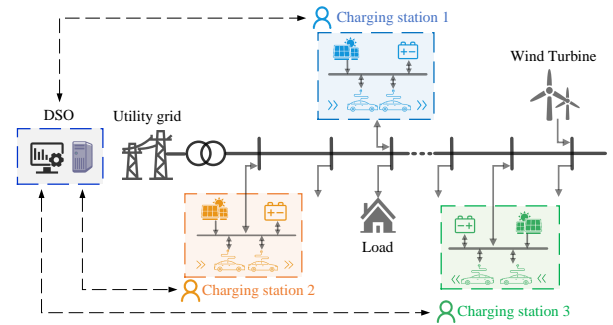 Charging station 1
Wind Turbine
DSO
Utility grid
Load
Charging station 2
Charging station 3